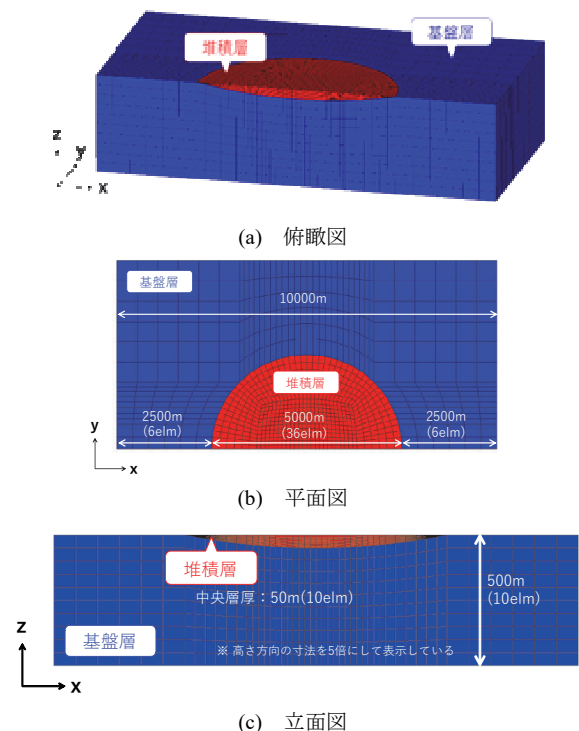 堆積層
基盤層
z
y
x
(a) 俯瞰図
基盤層
10000m
堆積層
2500m
(6elm)
5000m
(36elm)
2500m
(6elm)
y
x
(b) 平面図
堆積層
中央層厚：50m(10elm)
500m
(10elm)
z
基盤層
※ 高さ方向の寸法を5倍にして表示している
x
(c) 立面図